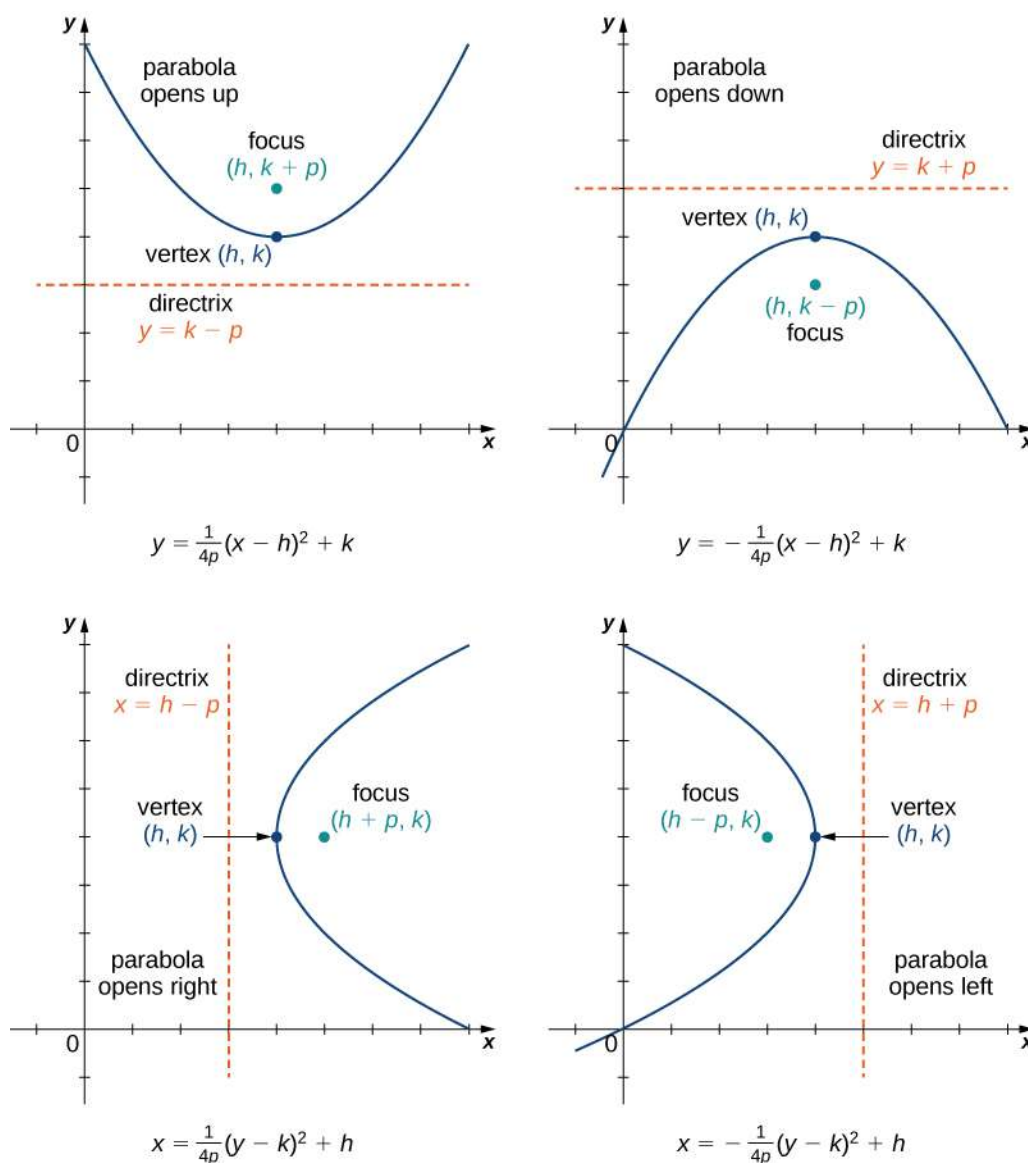 y
parabola
opens up
focus
(h, k + p)
vertex (h, k)
directrix
y = k − p
0
x
y = 1/4p (x − h)² + k
y
parabola
opens down
directrix
y = k + p
vertex (h, k)
(h, k − p)
focus
0
x
y = − 1/4p (x − h)² + k
y
directrix
x = h − p
vertex
(h, k)
focus
(h + p, k)
parabola
opens right
0
x
x = 1/4p (y − k)² + h
y
directrix
x = h + p
focus
(h − p, k)
vertex
(h, k)
parabola
opens left
0
x
x = − 1/4p (y − k)² + h